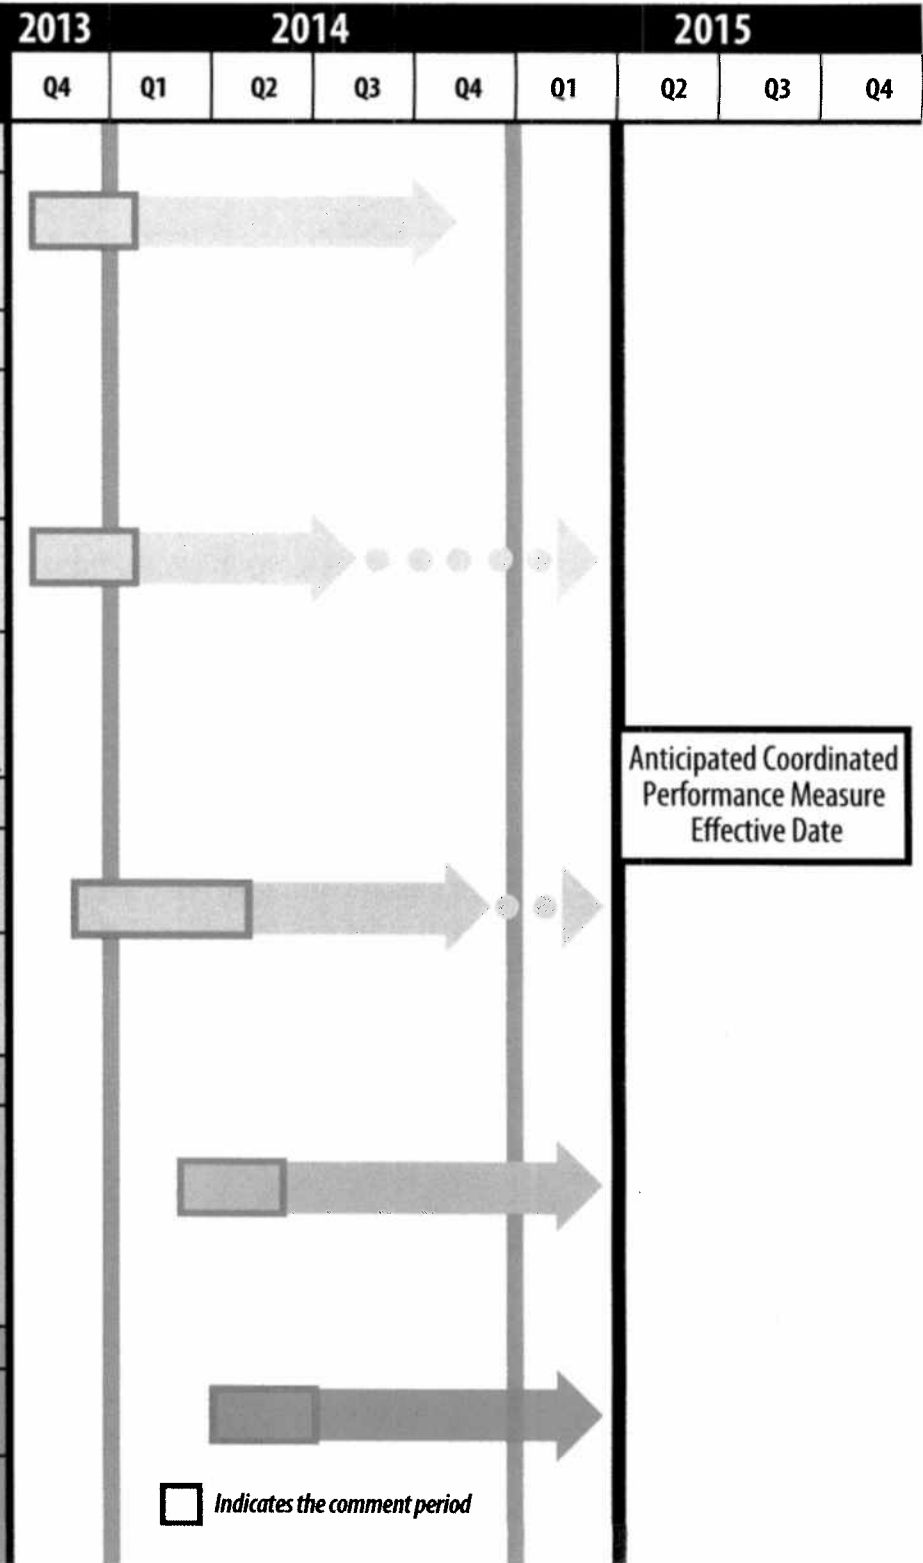 2013 2014 2015
Q4 Q1 Q2 Q3 Q4 Q1 Q2 Q3 Q4
Anticipated Coordinated
Performance Measure
Effective Date
Indicates the comment period